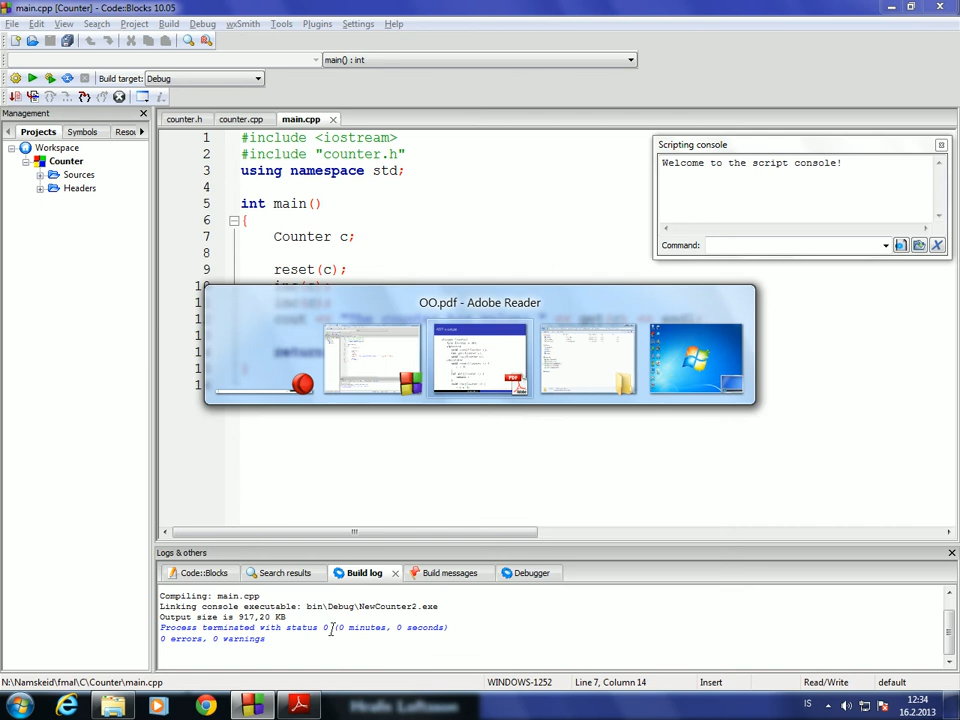 main.cpp [Counter] - Code::Blocks 10.05
File Edit View Search Project Build Debug wxSmith Tools Plugins Settings Help
main() : int
Build target: Debug
Management
Projects Symbols Resou
Workspace
Counter
Sources
Headers
counter.h counter.cpp main.cpp
1 #include <iostream>
2 #include "counter.h"
3 using namespace std;
4
5 int main()
6 {
7 Counter c;
8
9 reset(c);
10
Scripting console
Welcome to the script console!
Command:
OO.pdf - Adobe Reader
Logs & others
Code::Blocks Search results Build log Build messages Debugger
Compiling: main.cpp
Linking console executable: bin\Debug\NewCounter2.exe
Output size is 917,20 KB
Process terminated with status 0 (0 minutes, 0 seconds)
0 errors, 0 warnings
N:\Namskeid\fmal\C\Counter\main.cpp WINDOWS-1252 Line 7, Column 14 Insert Read/Write default
IS 12:34
16.2.2013